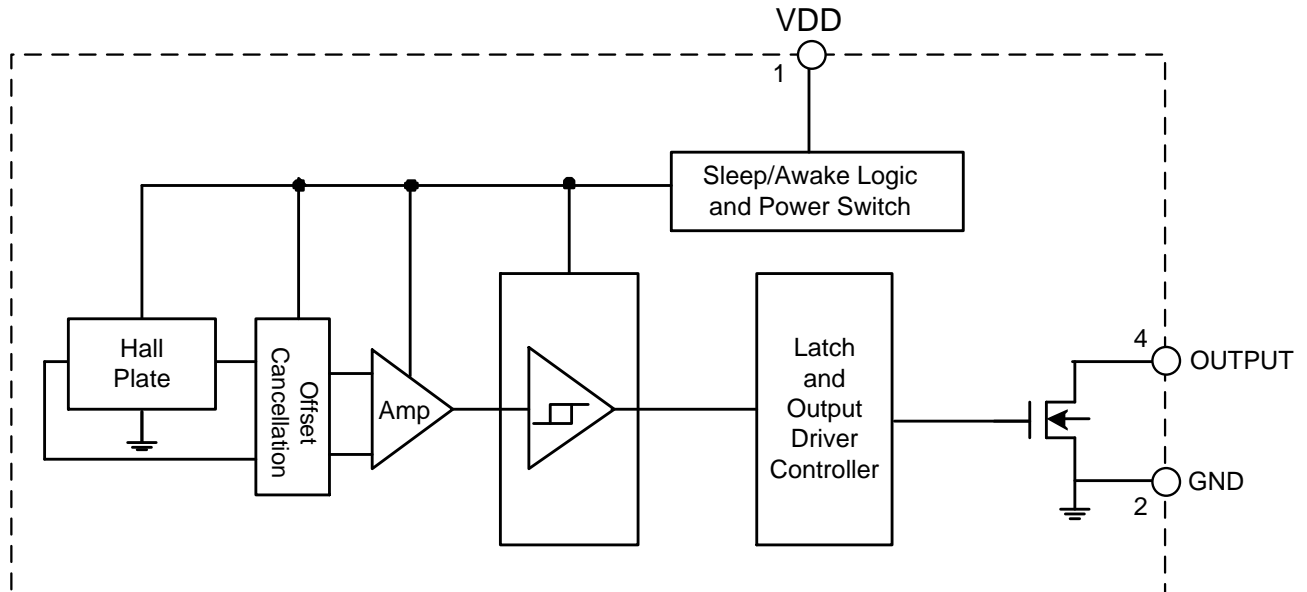 VDD
1
Sleep/Awake Logic
and Power Switch
Hall
Plate
Offset
Cancellation
Amp
Latch
and
Output
Driver
Controller
4
OUTPUT
GND
2